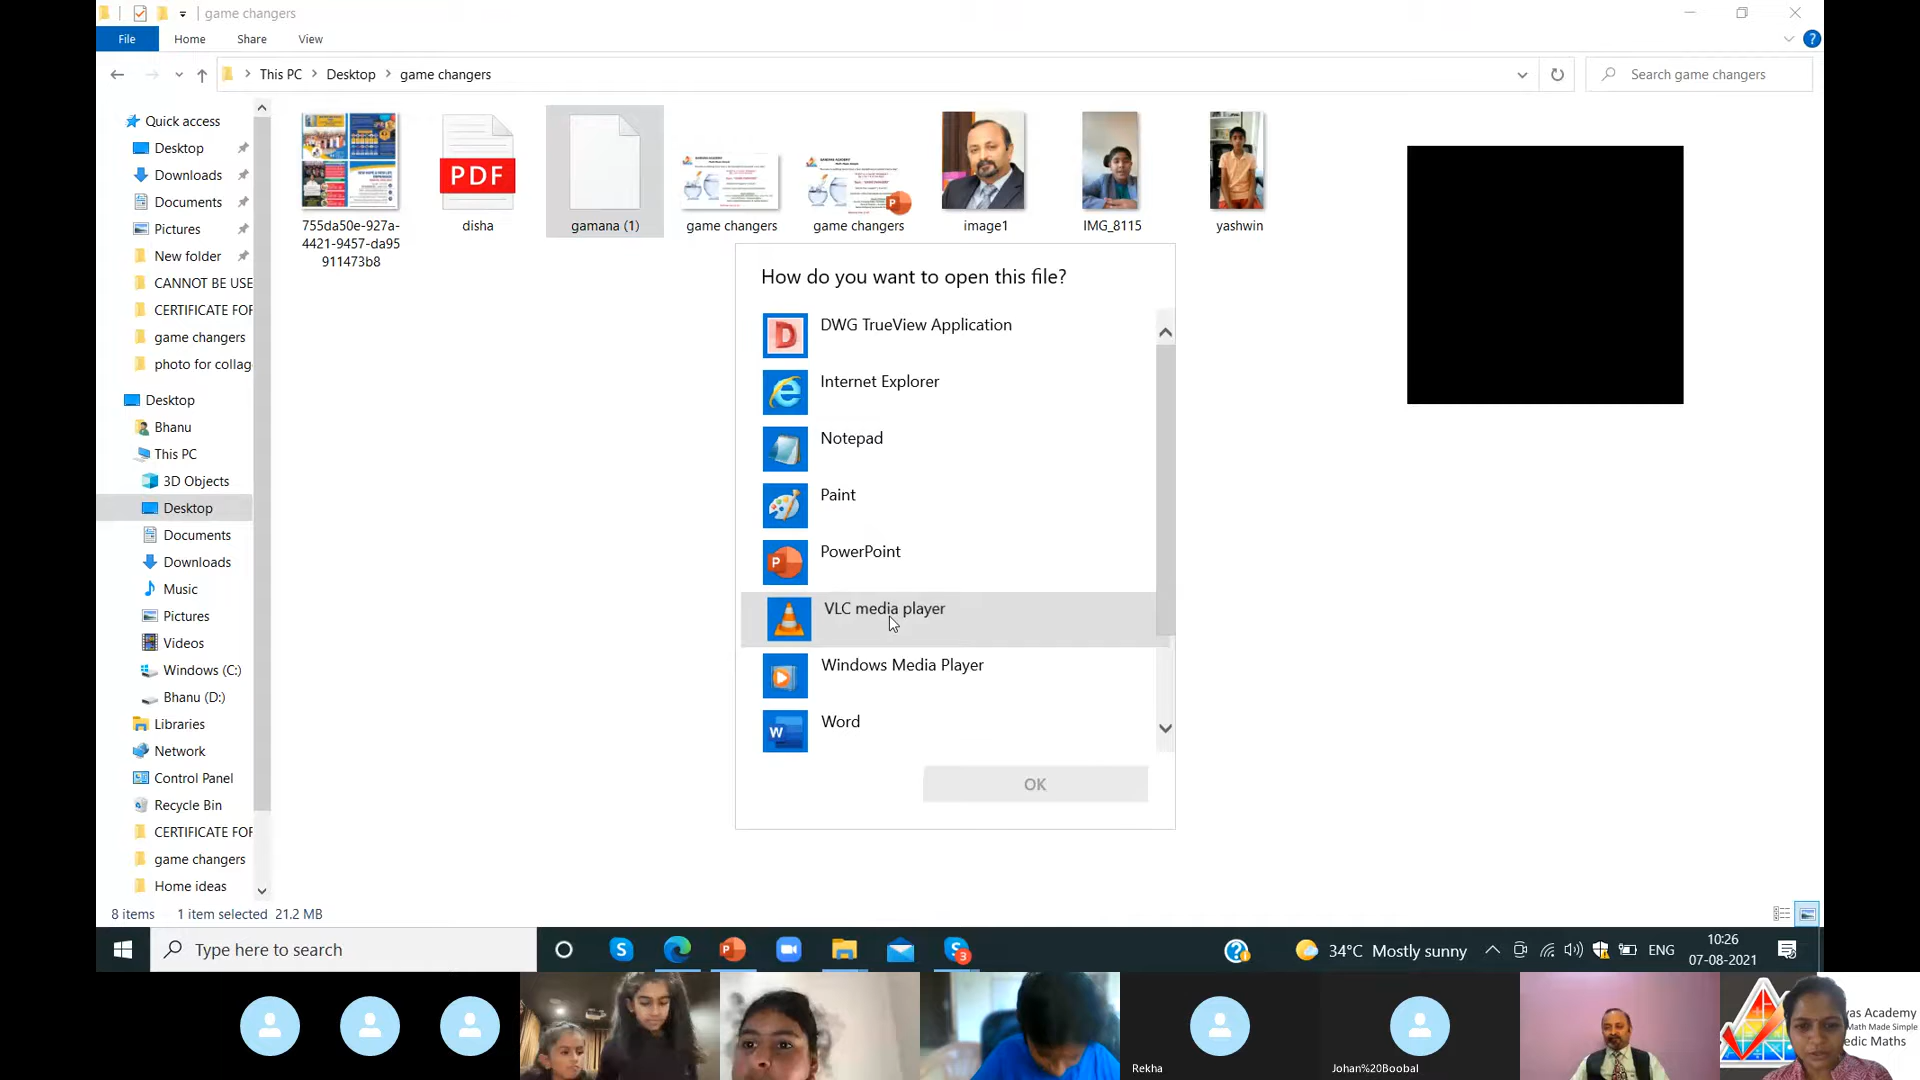 game changers
File
Home
Share
View
?
This PC
Desktop
game changers
Search game changers
Quick access
Desktop
Downloads
Documents
Pictures
New folder
CANNOT BE USE
CERTIFICATE FOR
game changers
photo for collag
Desktop
Bhanu
This PC
3D Objects
Desktop
Documents
Downloads
Music
Pictures
Videos
Windows (C:)
Bhanu (D:)
Libraries
Network
Control Panel
Recycle Bin
CERTIFICATE FOR
game changers
Home ideas
755da50e-927a-
4421-9457-da95
911473b8
PDF
disha
gamana (1)
game changers
P
game changers
image1
IMG_8115
yashwin
How do you want to open this file?
DWG TrueView Application
Internet Explorer
Notepad
Paint
PowerPoint
VLC media player
Windows Media Player
Word
OK
8 items
1 item selected 21.2 MB
Type here to search
34°C Mostly sunny
ENG
10:26
07-08-2021
Rekha
Johan%20Boobal
yas Academy
Math Made Simple
edic Maths